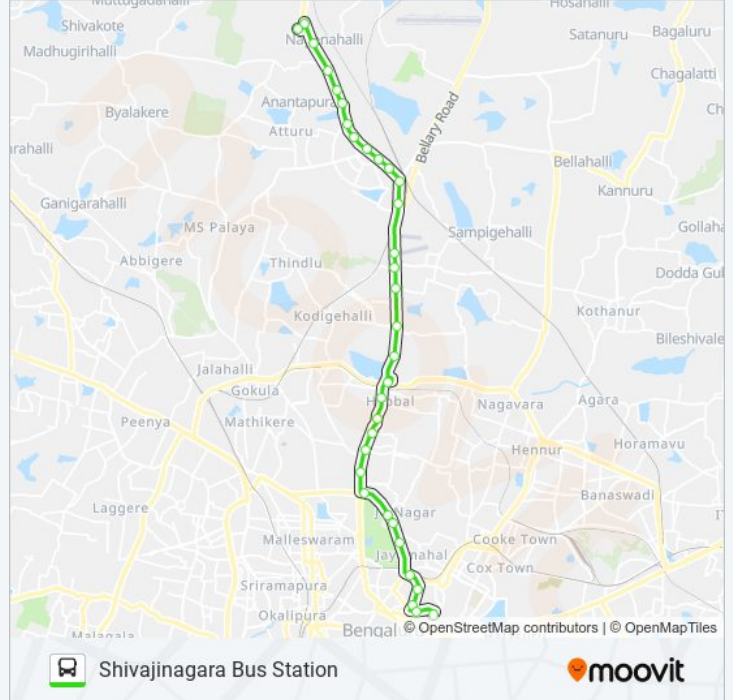 Muttugadahalli
Hosahalli
Shivakote
Satanuru
Bagaluru
Madhugirihalli
Chagalatti
Anantapura
Byalakere
Atturu
Bellary Road
Bellahalli
Kannuru
Ganigarahalli
MS Palaya
Sampigehalli
Abbigere
Thindlu
Kodigehalli
Kothanur
Bileshivale
Jalahalli
Gokula
Nagavara
Agara
Peenya
Mathikere
Hennur
Horamavu
Banaswadi
Laggere
Malleswaram
Cooke Town
Cox Town
Sriramapura
Okalipura
Bengal
© OpenStreetMap contributors | © OpenMapTiles
Shivajinagara Bus Station
moovit